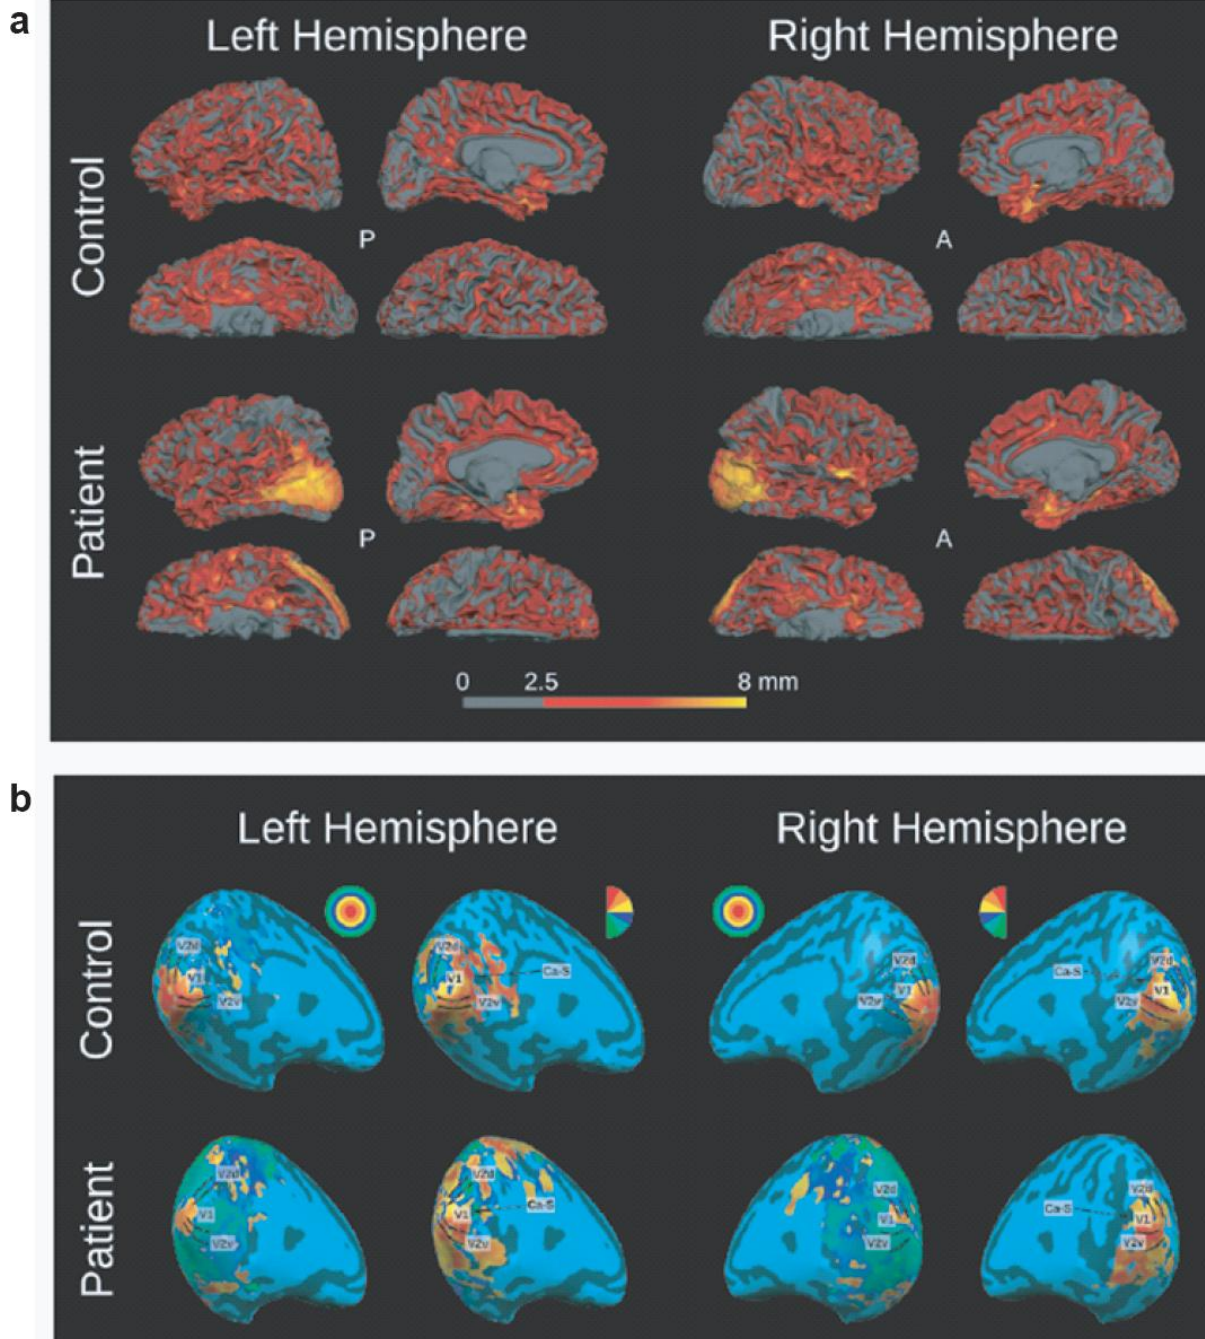 a
Left Hemisphere Right Hemisphere
Control
P A
Patient
P A
0 2.5 8 mm
b
Left Hemisphere Right Hemisphere
Control
V2d V2d V2d V2d
V1 V1 Ca-S V1 Ca-S V1
V2v V2v V2v V2v
Patient
V2d V2d V2d V2d
V1 V1 Ca-S V1 Ca-S V1
V2v V2v V2v V2v